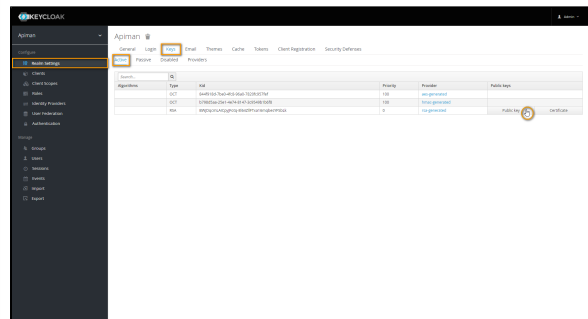 KEYCLOAK
Admin
Apiman
Apiman
General Login Keys Email Themes Cache Tokens Client Registration Security Defenses
Configure
Active Passive Disabled Providers
Realm Settings
Clients
Client Scopes
Roles
Identity Providers
User Federation
Authentication
Manage
Groups
Users
Sessions
Events
Import
Export
Search...
Algorithms Type Kid Priority Provider Public keys
OCT 100 aes-generated
OCT 100 hmac-generated
RSA 0 rsa-generated Public key Certificate